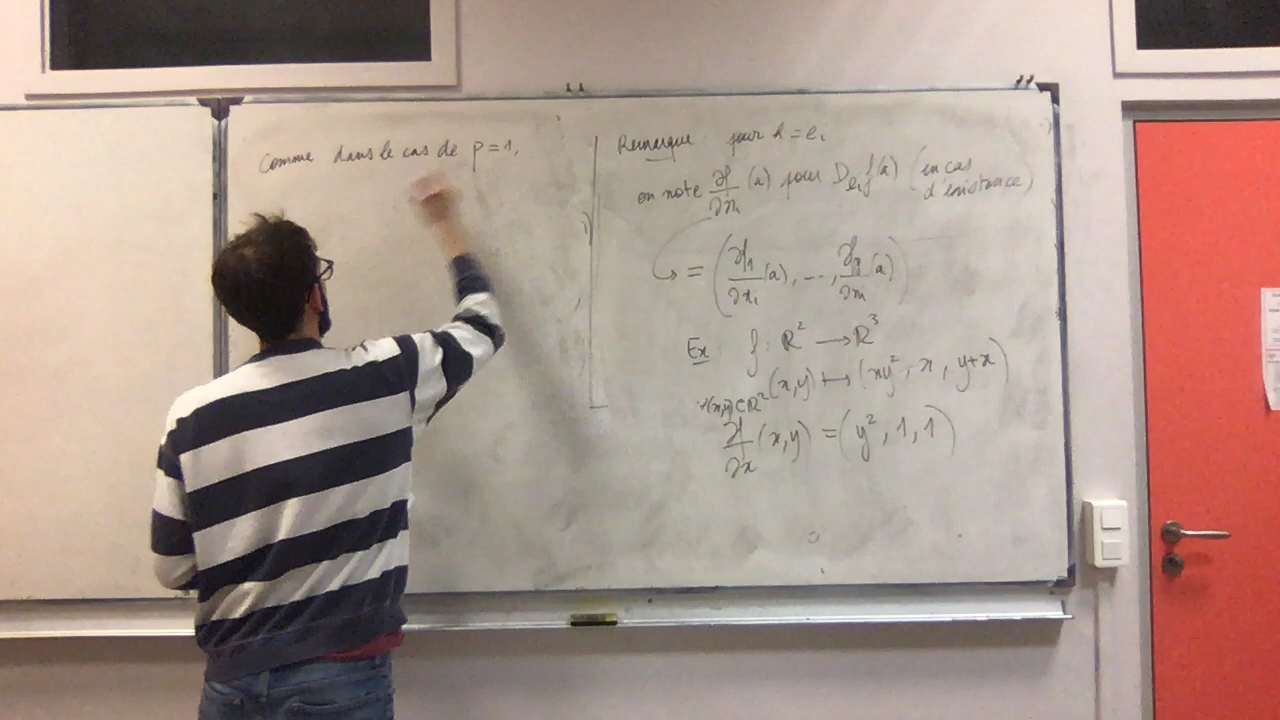 Comme dans le cas de p = 1,
Remarque : pour h = e_i
on note ∂f/∂x_i (a) pour D_{e_i} f(a) (en cas d'existence)
= (∂f_1/∂x_i (a), ..., ∂f_p/∂x_i (a))
Ex f : ℝ² → ℝ³
(x,y) ↦ (xy², x, y+x)
∀(x,y) ∈ ℝ²
∂f/∂x (x,y) = (y², 1, 1)